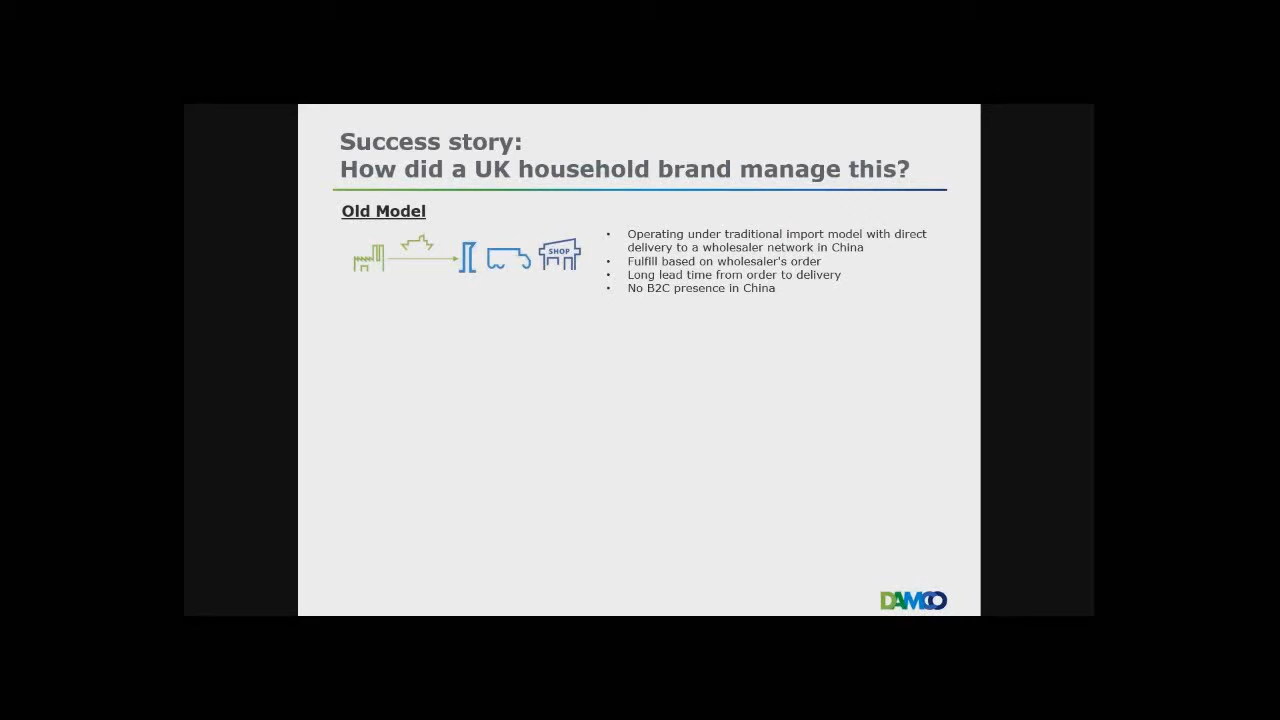 Success story:
How did a UK household brand manage this?
Old Model
SHOP
• Operating under traditional import model with direct
delivery to a wholesaler network in China
• Fulfill based on wholesaler's order
• Long lead time from order to delivery
• No B2C presence in China
DAMCO